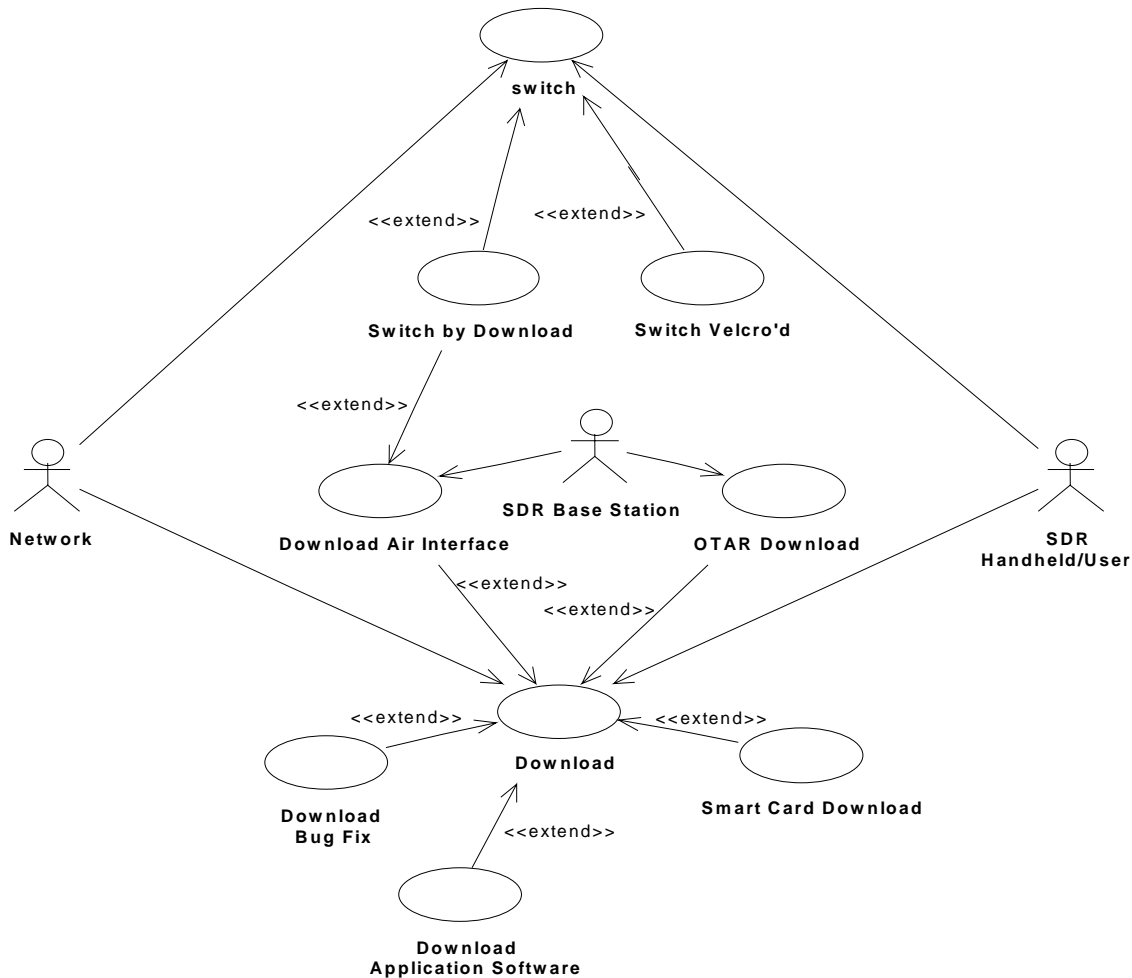 switch
<<extend>>
<<extend>>
Switch by Download
Switch Velcro'd
<<extend>>
SDR Base Station
Network
Download Air Interface
OTAR Download
SDR
Handheld/User
<<extend>>
<<extend>>
<<extend>>
<<extend>>
Download
Smart Card Download
Download
Bug Fix
<<extend>>
Download
Application Software